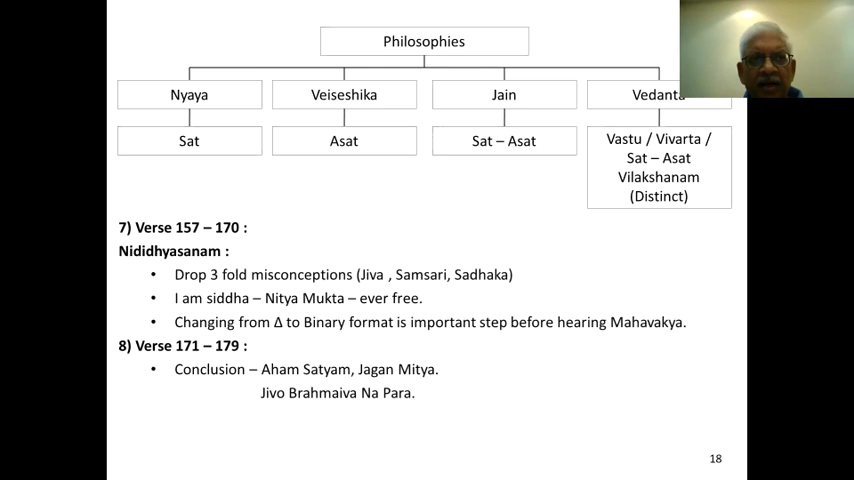 Philosophies
Nyaya
Veiseshika
Jain
Vedanta
Sat
Asat
Sat – Asat
Vastu / Vivarta /
Sat – Asat
Vilakshanam
(Distinct)
7) Verse 157 – 170 :
Nididhyasanam :
• Drop 3 fold misconceptions (Jiva , Samsari, Sadhaka)
• I am siddha – Nitya Mukta – ever free.
• Changing from Δ to Binary format is important step before hearing Mahavakya.
8) Verse 171 – 179 :
• Conclusion – Aham Satyam, Jagan Mitya.
Jivo Brahmaiva Na Para.
18